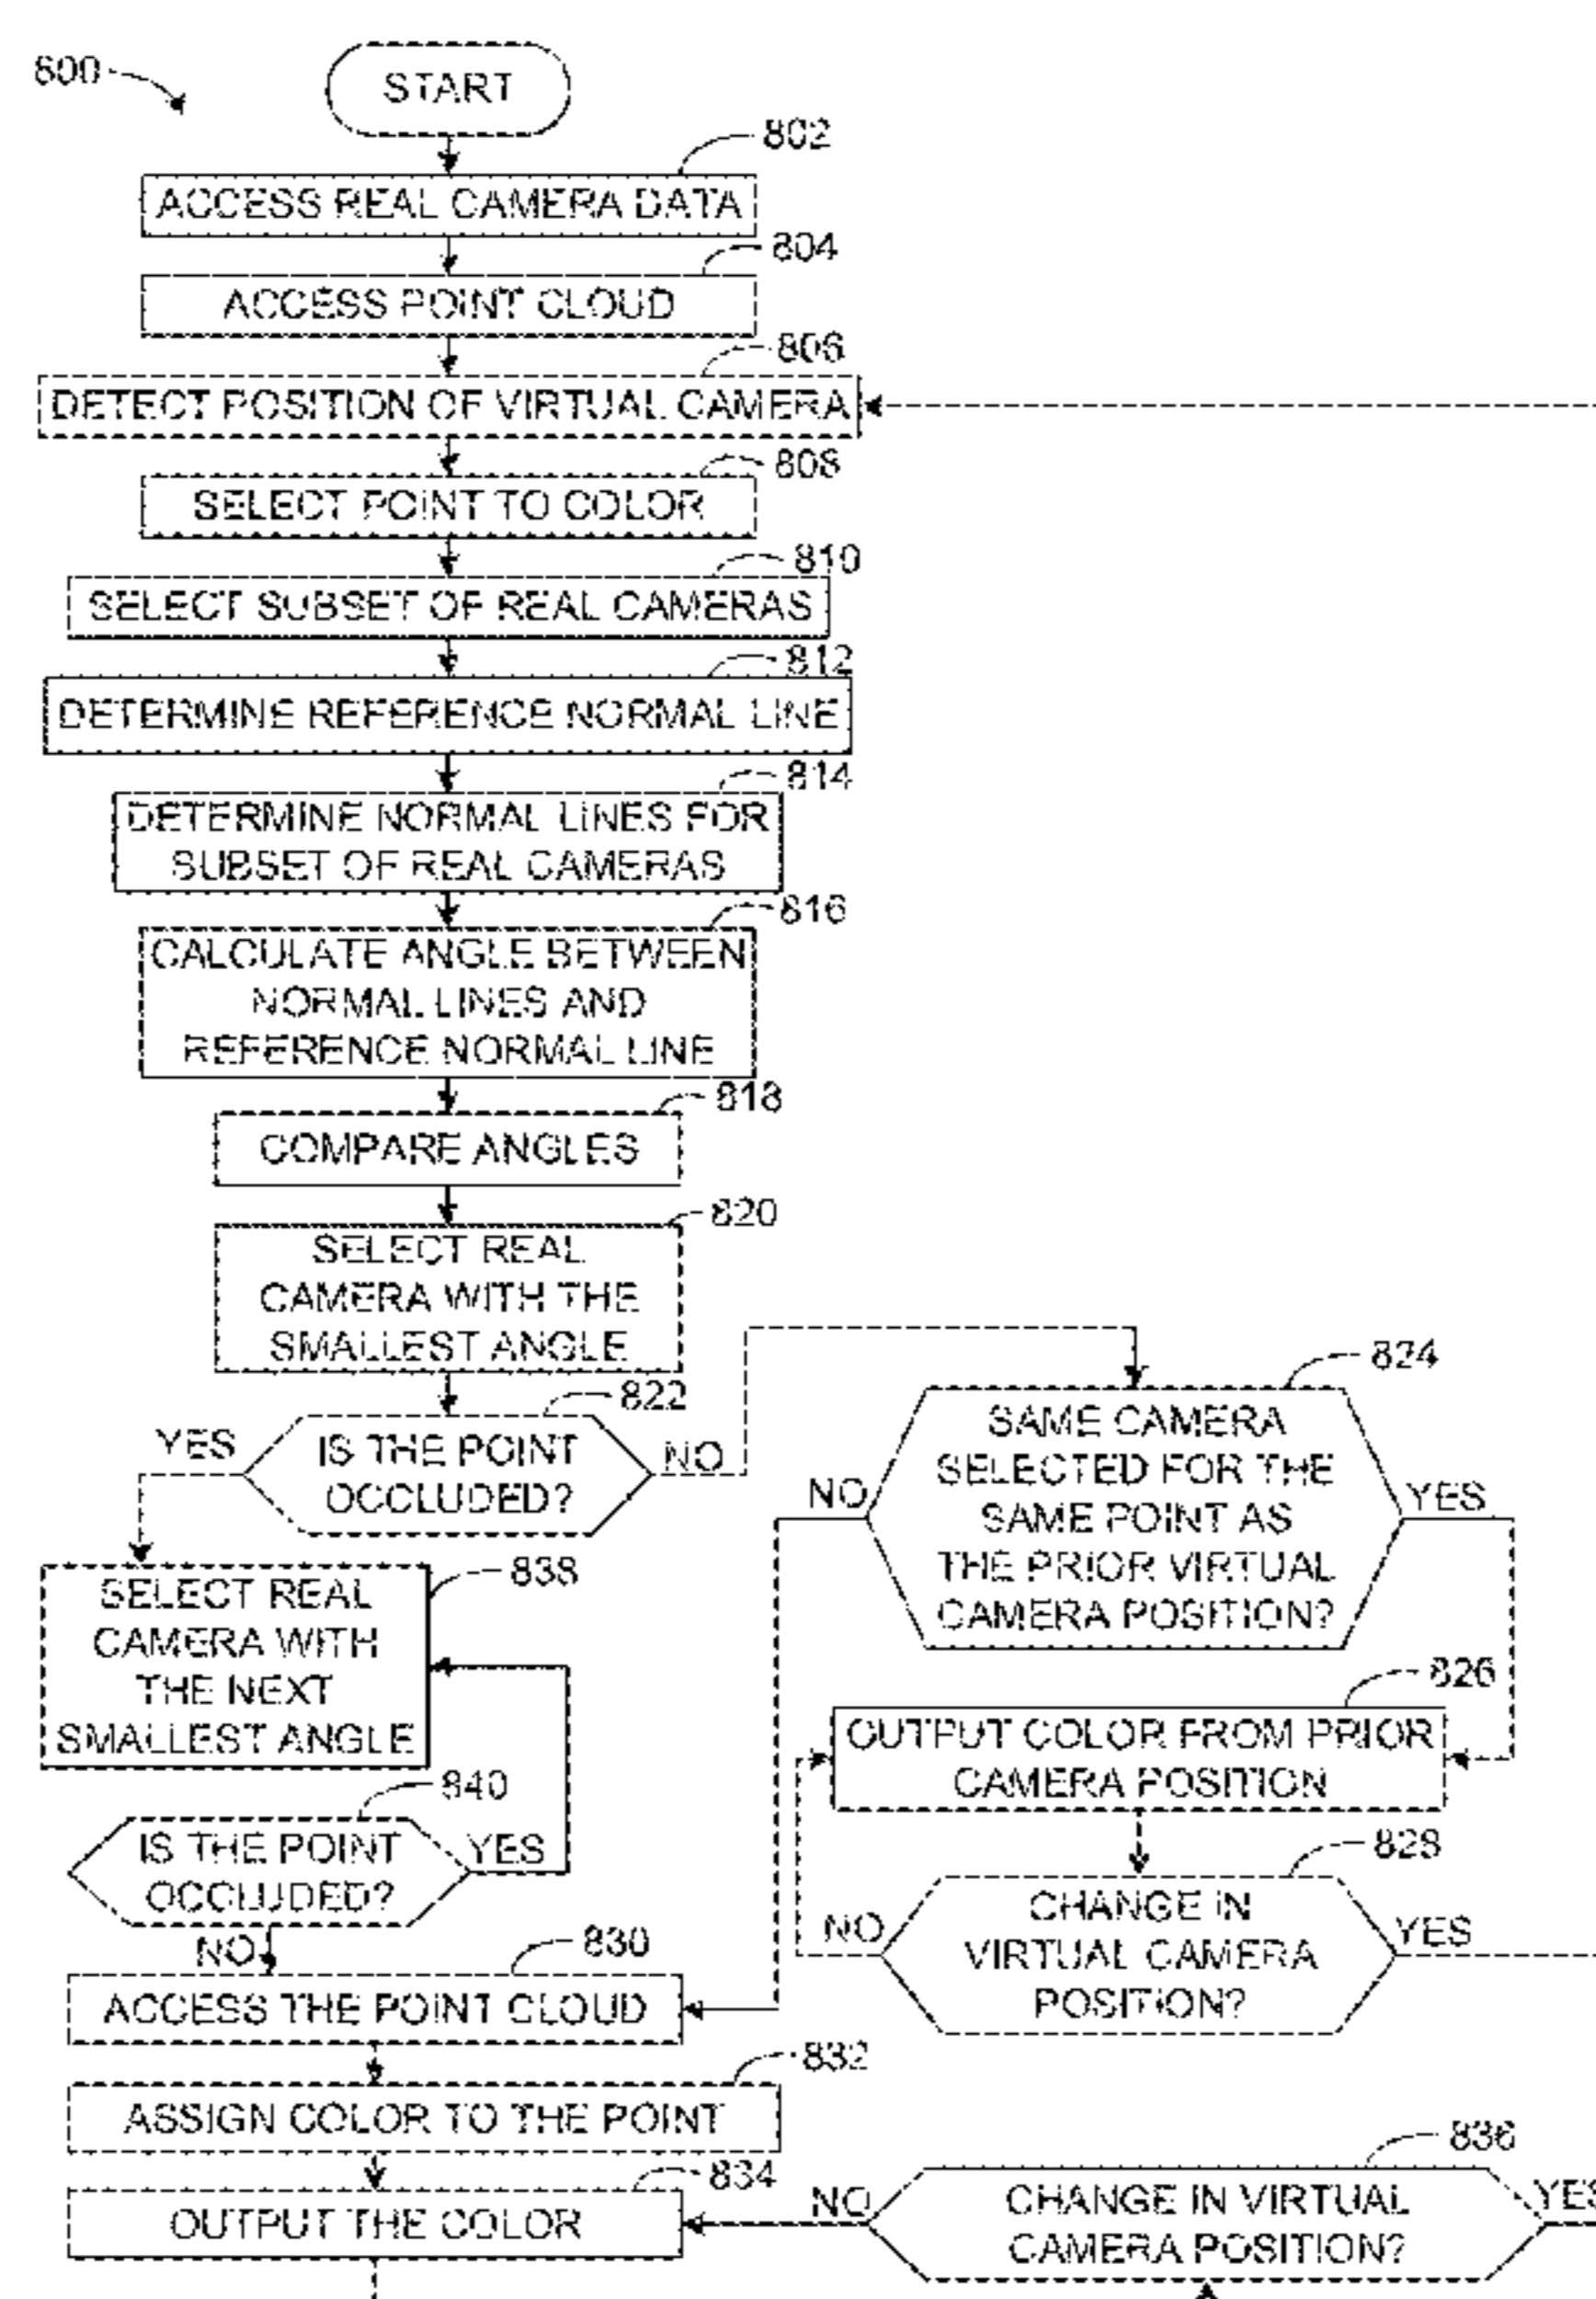 800
START
802
ACCESS REAL CAMERA DATA
804
ACCESS POINT CLOUD
806
DETECT POSITION OF VIRTUAL CAMERA
808
SELECT POINT TO COLOR
810
SELECT SUBSET OF REAL CAMERAS
812
DETERMINE REFERENCE NORMAL LINE
814
DETERMINE NORMAL LINES FOR
SUBSET OF REAL CAMERAS
816
CALCULATE ANGLE BETWEEN
NORMAL LINES AND
REFERENCE NORMAL LINE
818
COMPARE ANGLES
820
SELECT REAL
CAMERA WITH THE
SMALLEST ANGLE
822
YES
IS THE POINT
OCCLUDED?
NO
824
SAME CAMERA
SELECTED FOR THE
SAME POINT AS
THE PRIOR VIRTUAL
CAMERA POSITION?
NO
YES
838
SELECT REAL
CAMERA WITH
THE NEXT
SMALLEST ANGLE
826
OUTPUT COLOR FROM PRIOR
CAMERA POSITION
840
IS THE POINT
OCCLUDED?
YES
NO
828
CHANGE IN
VIRTUAL CAMERA
POSITION?
NO
YES
830
ACCESS THE POINT CLOUD
832
ASSIGN COLOR TO THE POINT
834
OUTPUT THE COLOR
836
NO
CHANGE IN VIRTUAL
CAMERA POSITION?
YES